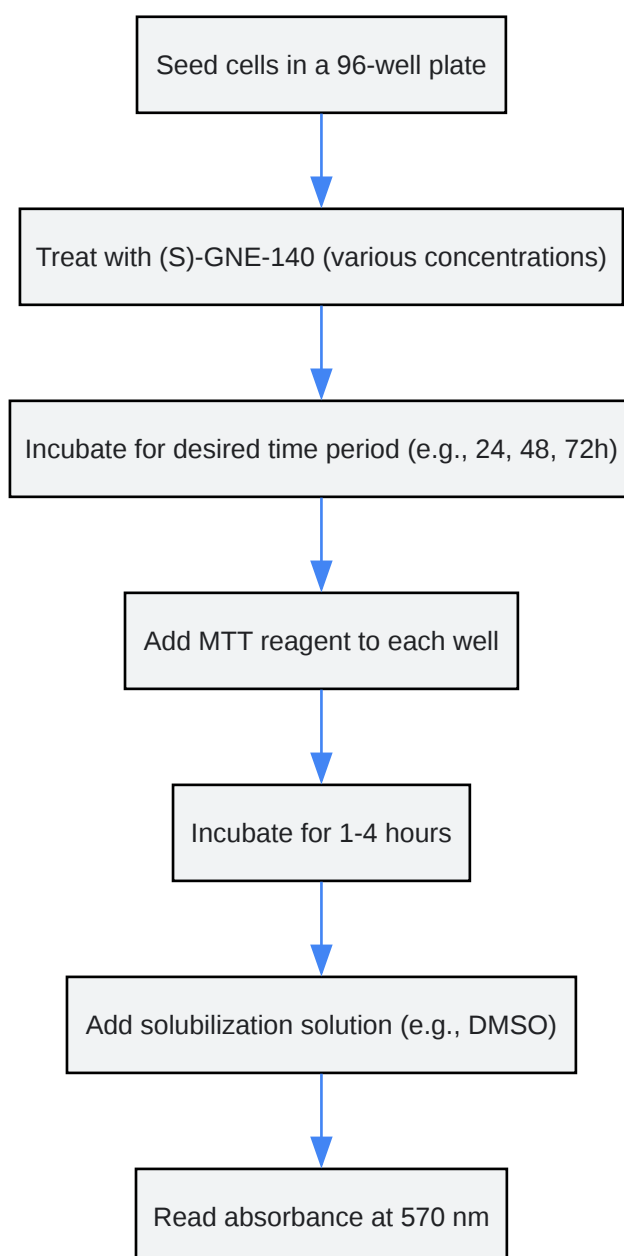 Seed cells in a 96-well plate
Treat with (S)-GNE-140 (various concentrations)
Incubate for desired time period (e.g., 24, 48, 72h)
Add MTT reagent to each well
Incubate for 1-4 hours
Add solubilization solution (e.g., DMSO)
Read absorbance at 570 nm